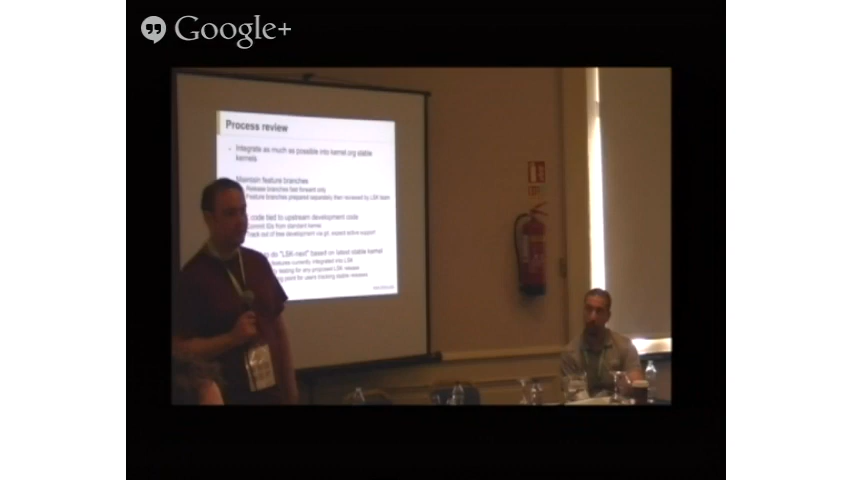 Google+
Process review
Integrate as much as possible into kernel.org stable
kernels
Maintain feature branches
Release branches fast forward only
Feature branches prepared separately then reviewed by LSK team
code tied to upstream development code
Commit IDs from standard kernel
Track out of tree development via git, expect active support
do "LSK-next" based on latest stable kernel
features currently integrated into LSK
testing for any proposed LSK release
point for users tracking stable releases